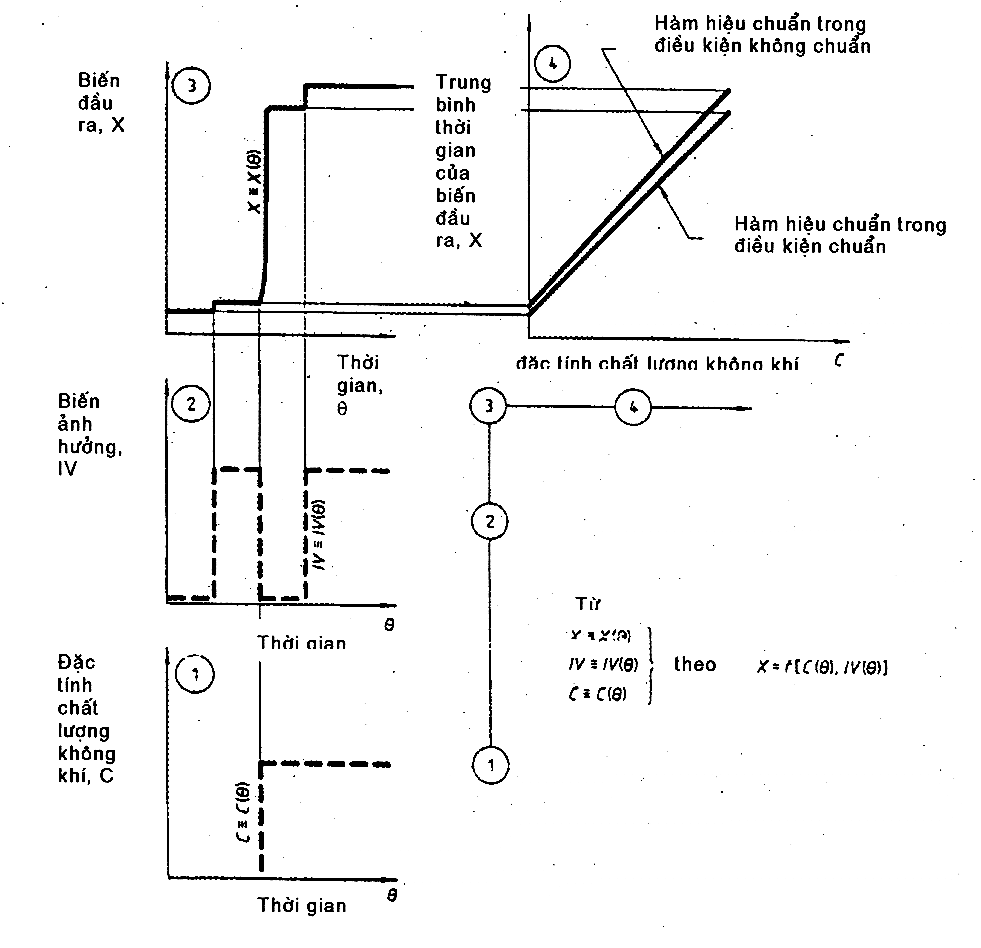 Hàm hiệu chuẩn trong
điều kiện không chuẩn
4
Biến
đầu
ra, X
3
X ≡ X(θ)
Trung
bình
thời
gian
của
biến
đầu
ra, X
Hàm hiệu chuẩn trong
điều kiện chuẩn
Thời
gian,
θ
đặc tính chất lượng không khí
C
Biến
ảnh
hưởng,
IV
2
IV ≡ IV(θ)
θ
Thời gian
3
4
2
1
Đặc
tính
chất
lượng
không
khí, C
1
C ≡ C(θ)
θ
Thời gian
Từ
X ≡ X(θ)
IV ≡ IV(θ)
C ≡ C(θ)
theo
X = f[C(θ), IV(θ)]